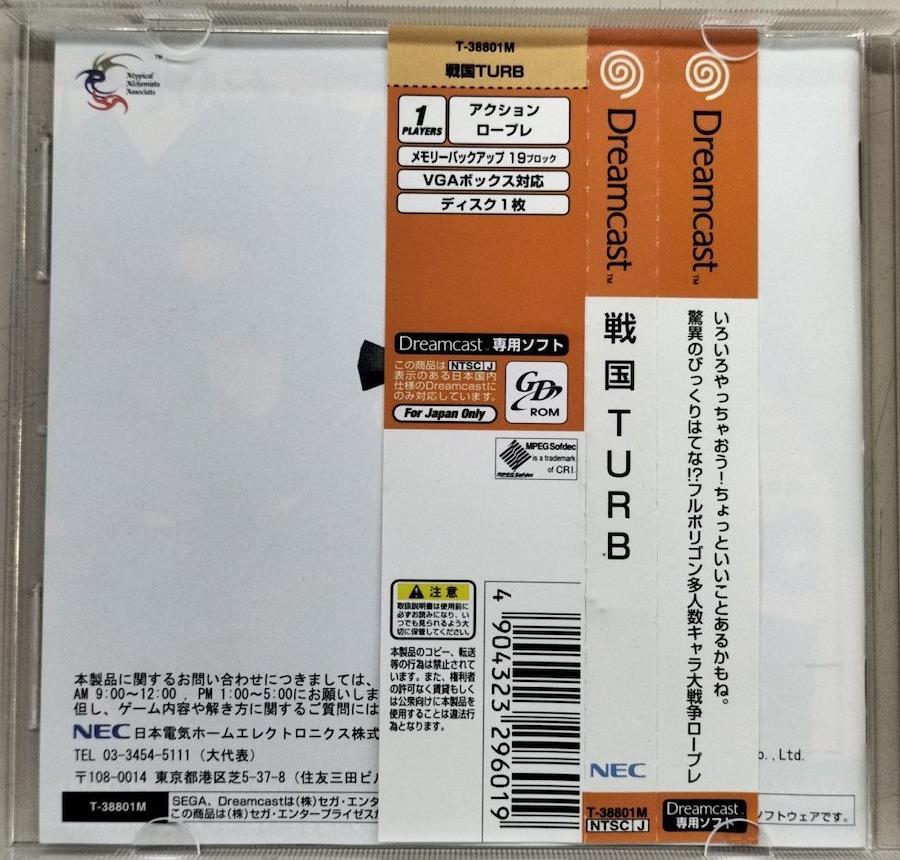 Atypical
Alchemists
Associate
TM
本製品に関するお問い合わせにつきましては、
AM 9:00〜12:00 , PM 1:00〜5:00にお願いしま
但し、ゲーム内容や解き方に関するご質問には
NEC 日本電気ホームエレクトロニクス株式
TEL 03-3454-5111（大代表）
〒108-0014 東京都港区芝5-37-8（住友三田ビル
T-38801M
SEGA、Dreamcastは(株)セガ・エンタ
この商品は(株)セガ・エンタープライゼスが
T-38801M
戦国TURB
1
PLAYERS
アクション
ロープレ
メモリーバックアップ 19ブロック
VGAボックス対応
ディスク1枚
Dreamcast™ 専用ソフト
この商品は NTSC J
表示のある日本国内
仕様のDreamcastに
のみ対応しています。
For Japan Only
GD
ROM
MPEG Sofdec
MPEG Sofdec
is a trademark
of CRI.
注意
取扱説明書は使用前に
必ずお読みになり、い
つでも見られるよう大
切に保管してください。
本製品のコピー、転送
等の行為は禁止されて
います。また、権利者
の許可なく賃貸もしく
は公衆向けに本製品を
使用することは違法行
為となります。
4 904323 296019
Dreamcast™
戦国TURB
NEC
T-38801M
NTSC J
Dreamcast™
いろいろやっちゃおう！ちょっといいことあるかもね。
驚異のびっくりはてな!?フルポリゴン多人数キャラ大戦争ロープレ
Dreamcast
専用ソフト
o., Ltd.
ソフトウェアです。